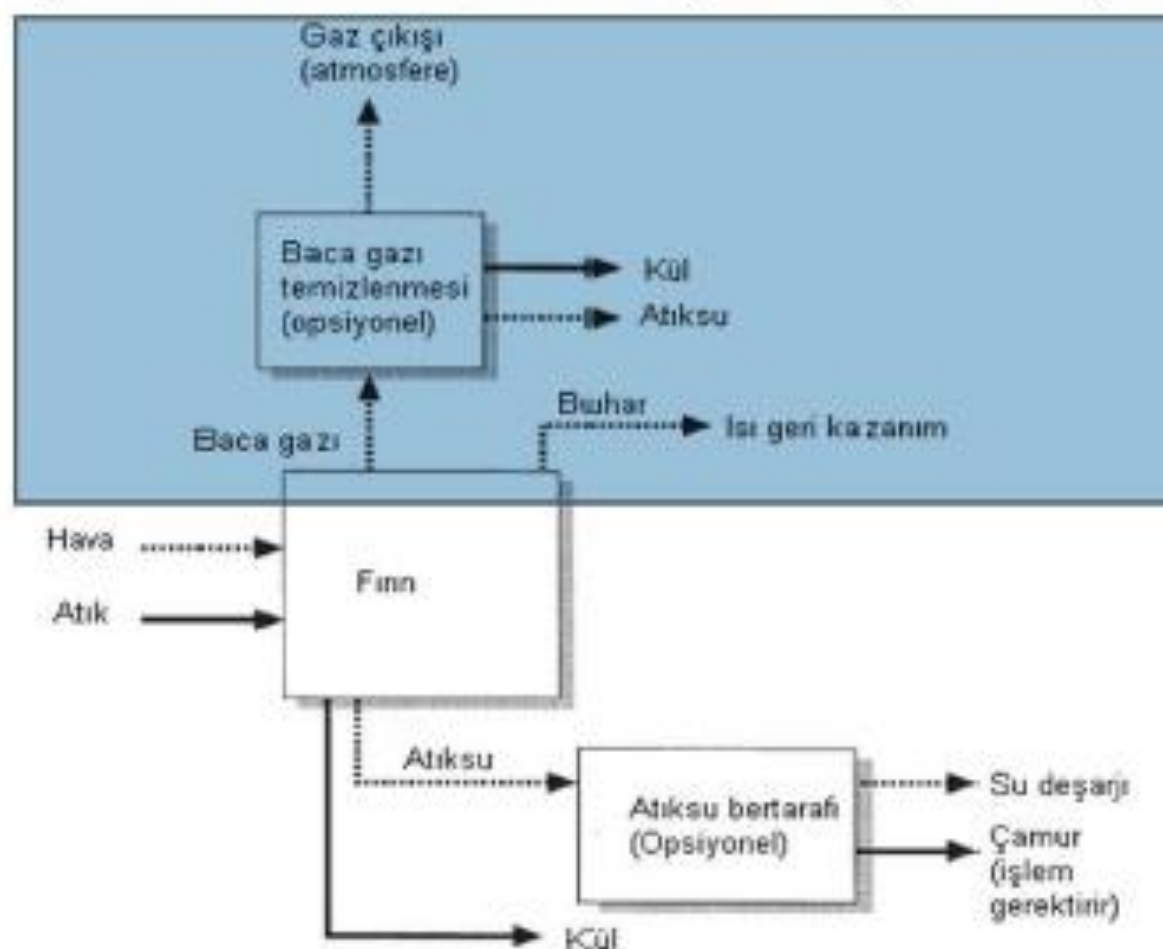 Gaz çıkışı
(atmosfere)
Baca gazı
temizlenmesi
(opsiyonel)
Kül
Atıksu
Buhar
Isı geri kazanım
Baca gazı
Hava
Fırın
Atık
Atıksu
Atıksu bertarafı
(Opsiyonel)
Su deşarjı
Çamur
(işlem
gerektirir)
Kül